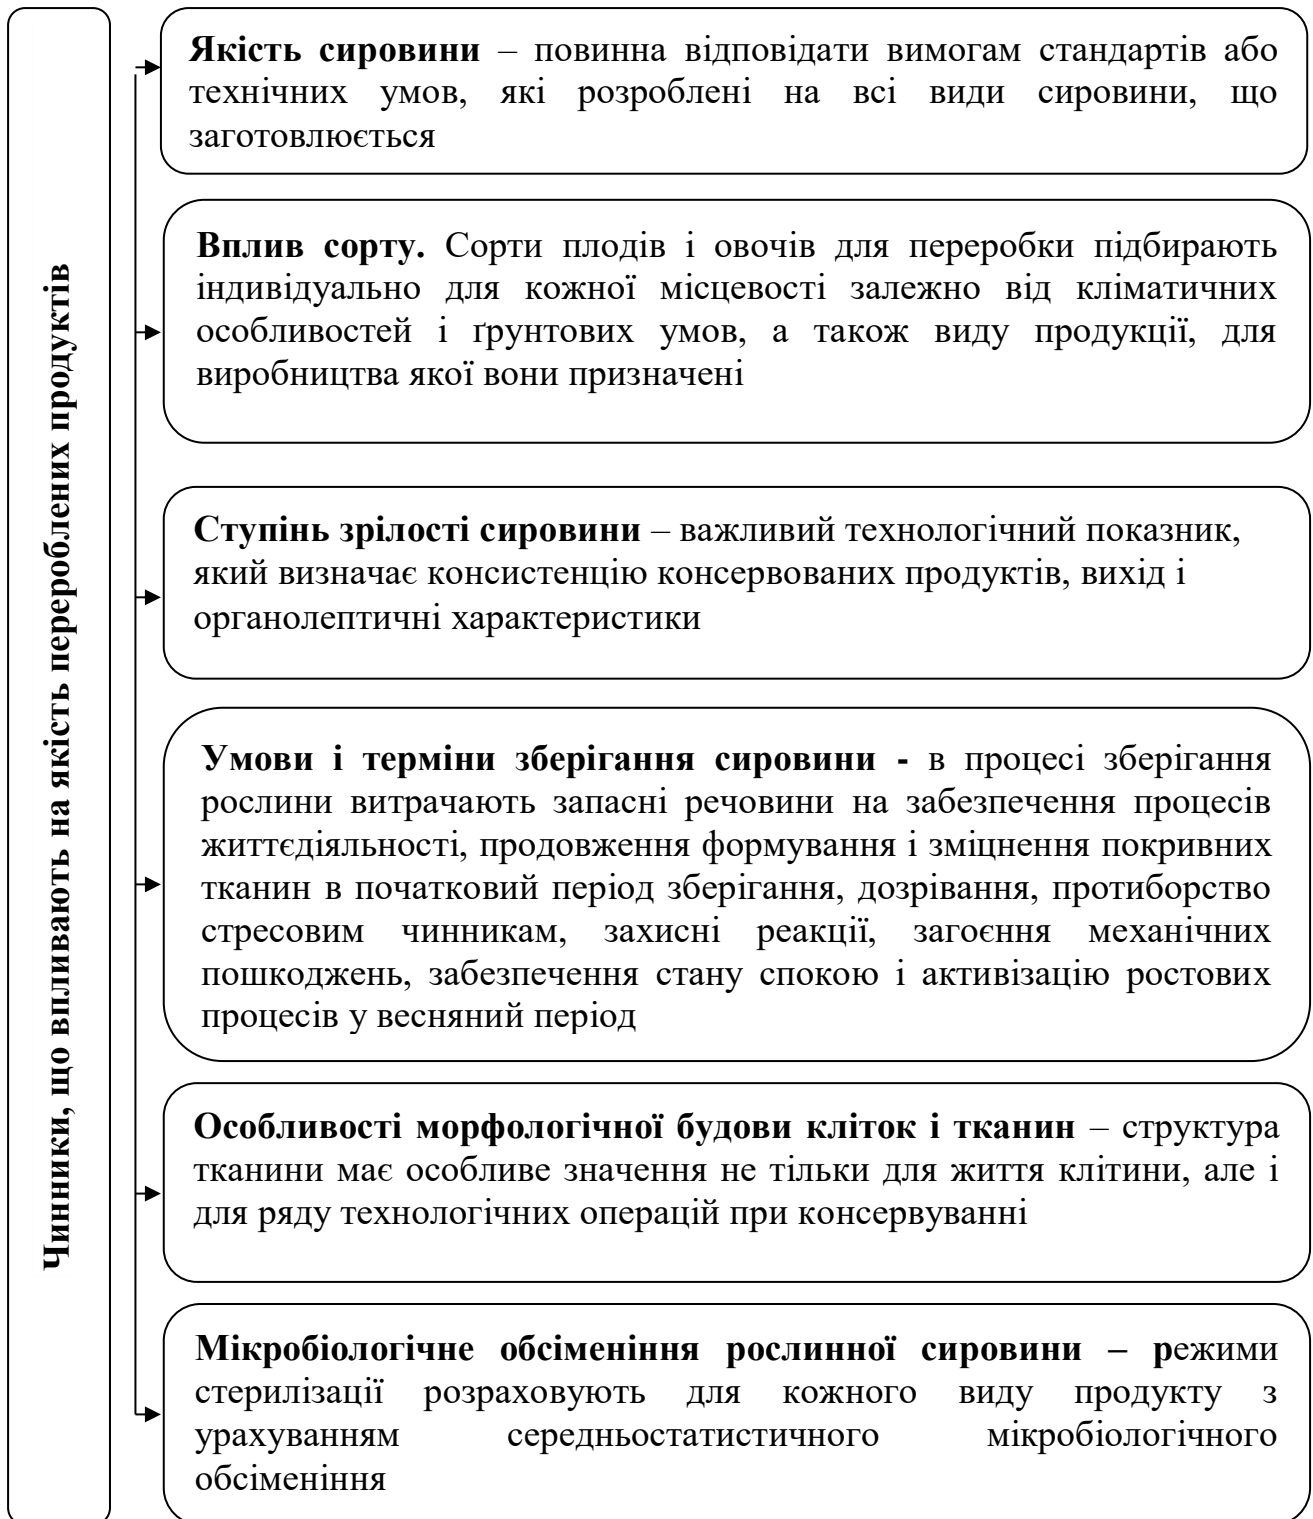 Чинники, що впливають на якість перероблених продуктів
Якість сировини – повинна відповідати вимогам стандартів або
технічних умов, які розроблені на всі види сировини, що
заготовлюється
Вплив сорту. Сорти плодів і овочів для переробки підбирають
індивідуально для кожної місцевості залежно від кліматичних
особливостей і ґрунтових умов, а також виду продукції, для
виробництва якої вони призначені
Ступінь зрілості сировини – важливий технологічний показник,
який визначає консистенцію консервованих продуктів, вихід і
органолептичні характеристики
Умови і терміни зберігання сировини - в процесі зберігання
рослини витрачають запасні речовини на забезпечення процесів
життєдіяльності, продовження формування і зміцнення покривних
тканин в початковий період зберігання, дозрівання, протиборство
стресовим чинникам, захисні реакції, загоєння механічних
пошкоджень, забезпечення стану спокою і активізацію ростових
процесів у весняний період
Особливості морфологічної будови кліток і тканин – структура
тканини має особливе значення не тільки для життя клітини, але і
для ряду технологічних операцій при консервуванні
Мікробіологічне обсіменіння рослинної сировини – режими
стерилізації розраховують для кожного виду продукту з
урахуванням середньостатистичного мікробіологічного
обсіменіння